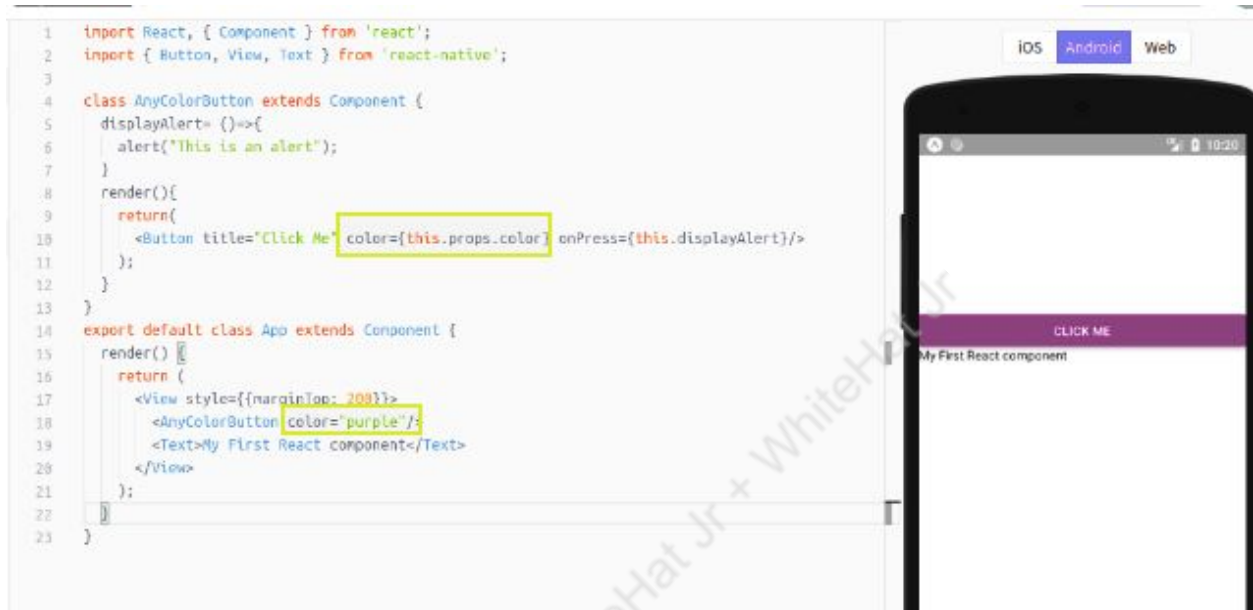 1 import React, { Component } from 'react';
2 import { Button, View, Text } from 'react-native';
3
4 class AnyColorButton extends Component {
5 displayAlert= ()=>{
6 alert("This is an alert");
7 }
8 render(){
9 return(
10 <Button title="Click Me" color={this.props.color} onPress={this.displayAlert}/>
11 );
12 }
13 }
14 export default class App extends Component {
15 render() {
16 return (
17 <View style={{marginTop: 200}}>
18 <AnyColorButton color="purple"/>
19 <Text>My First React component</Text>
20 </View>
21 );
22 }
23 }
iOS Android Web
10:20
CLICK ME
My First React component
WhiteHat Jr + WhiteHat Jr